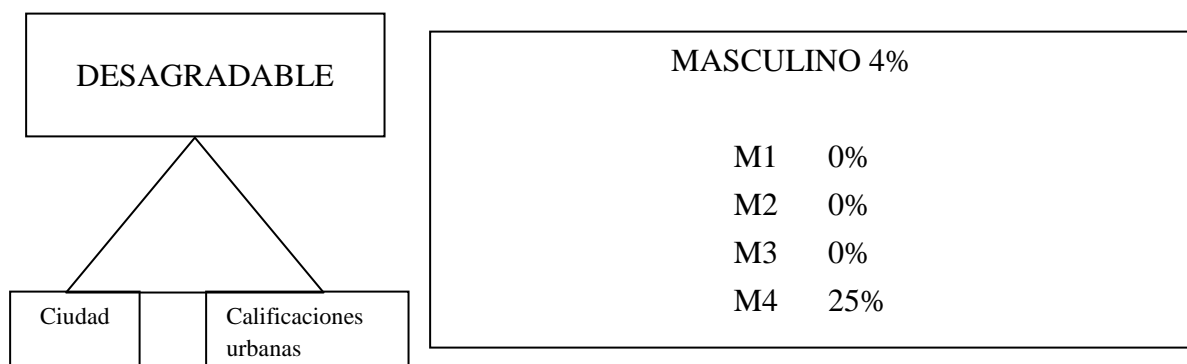 DESAGRADABLE
Ciudad
Calificaciones
urbanas
MASCULINO 4%
M1 0%
M2 0%
M3 0%
M4 25%